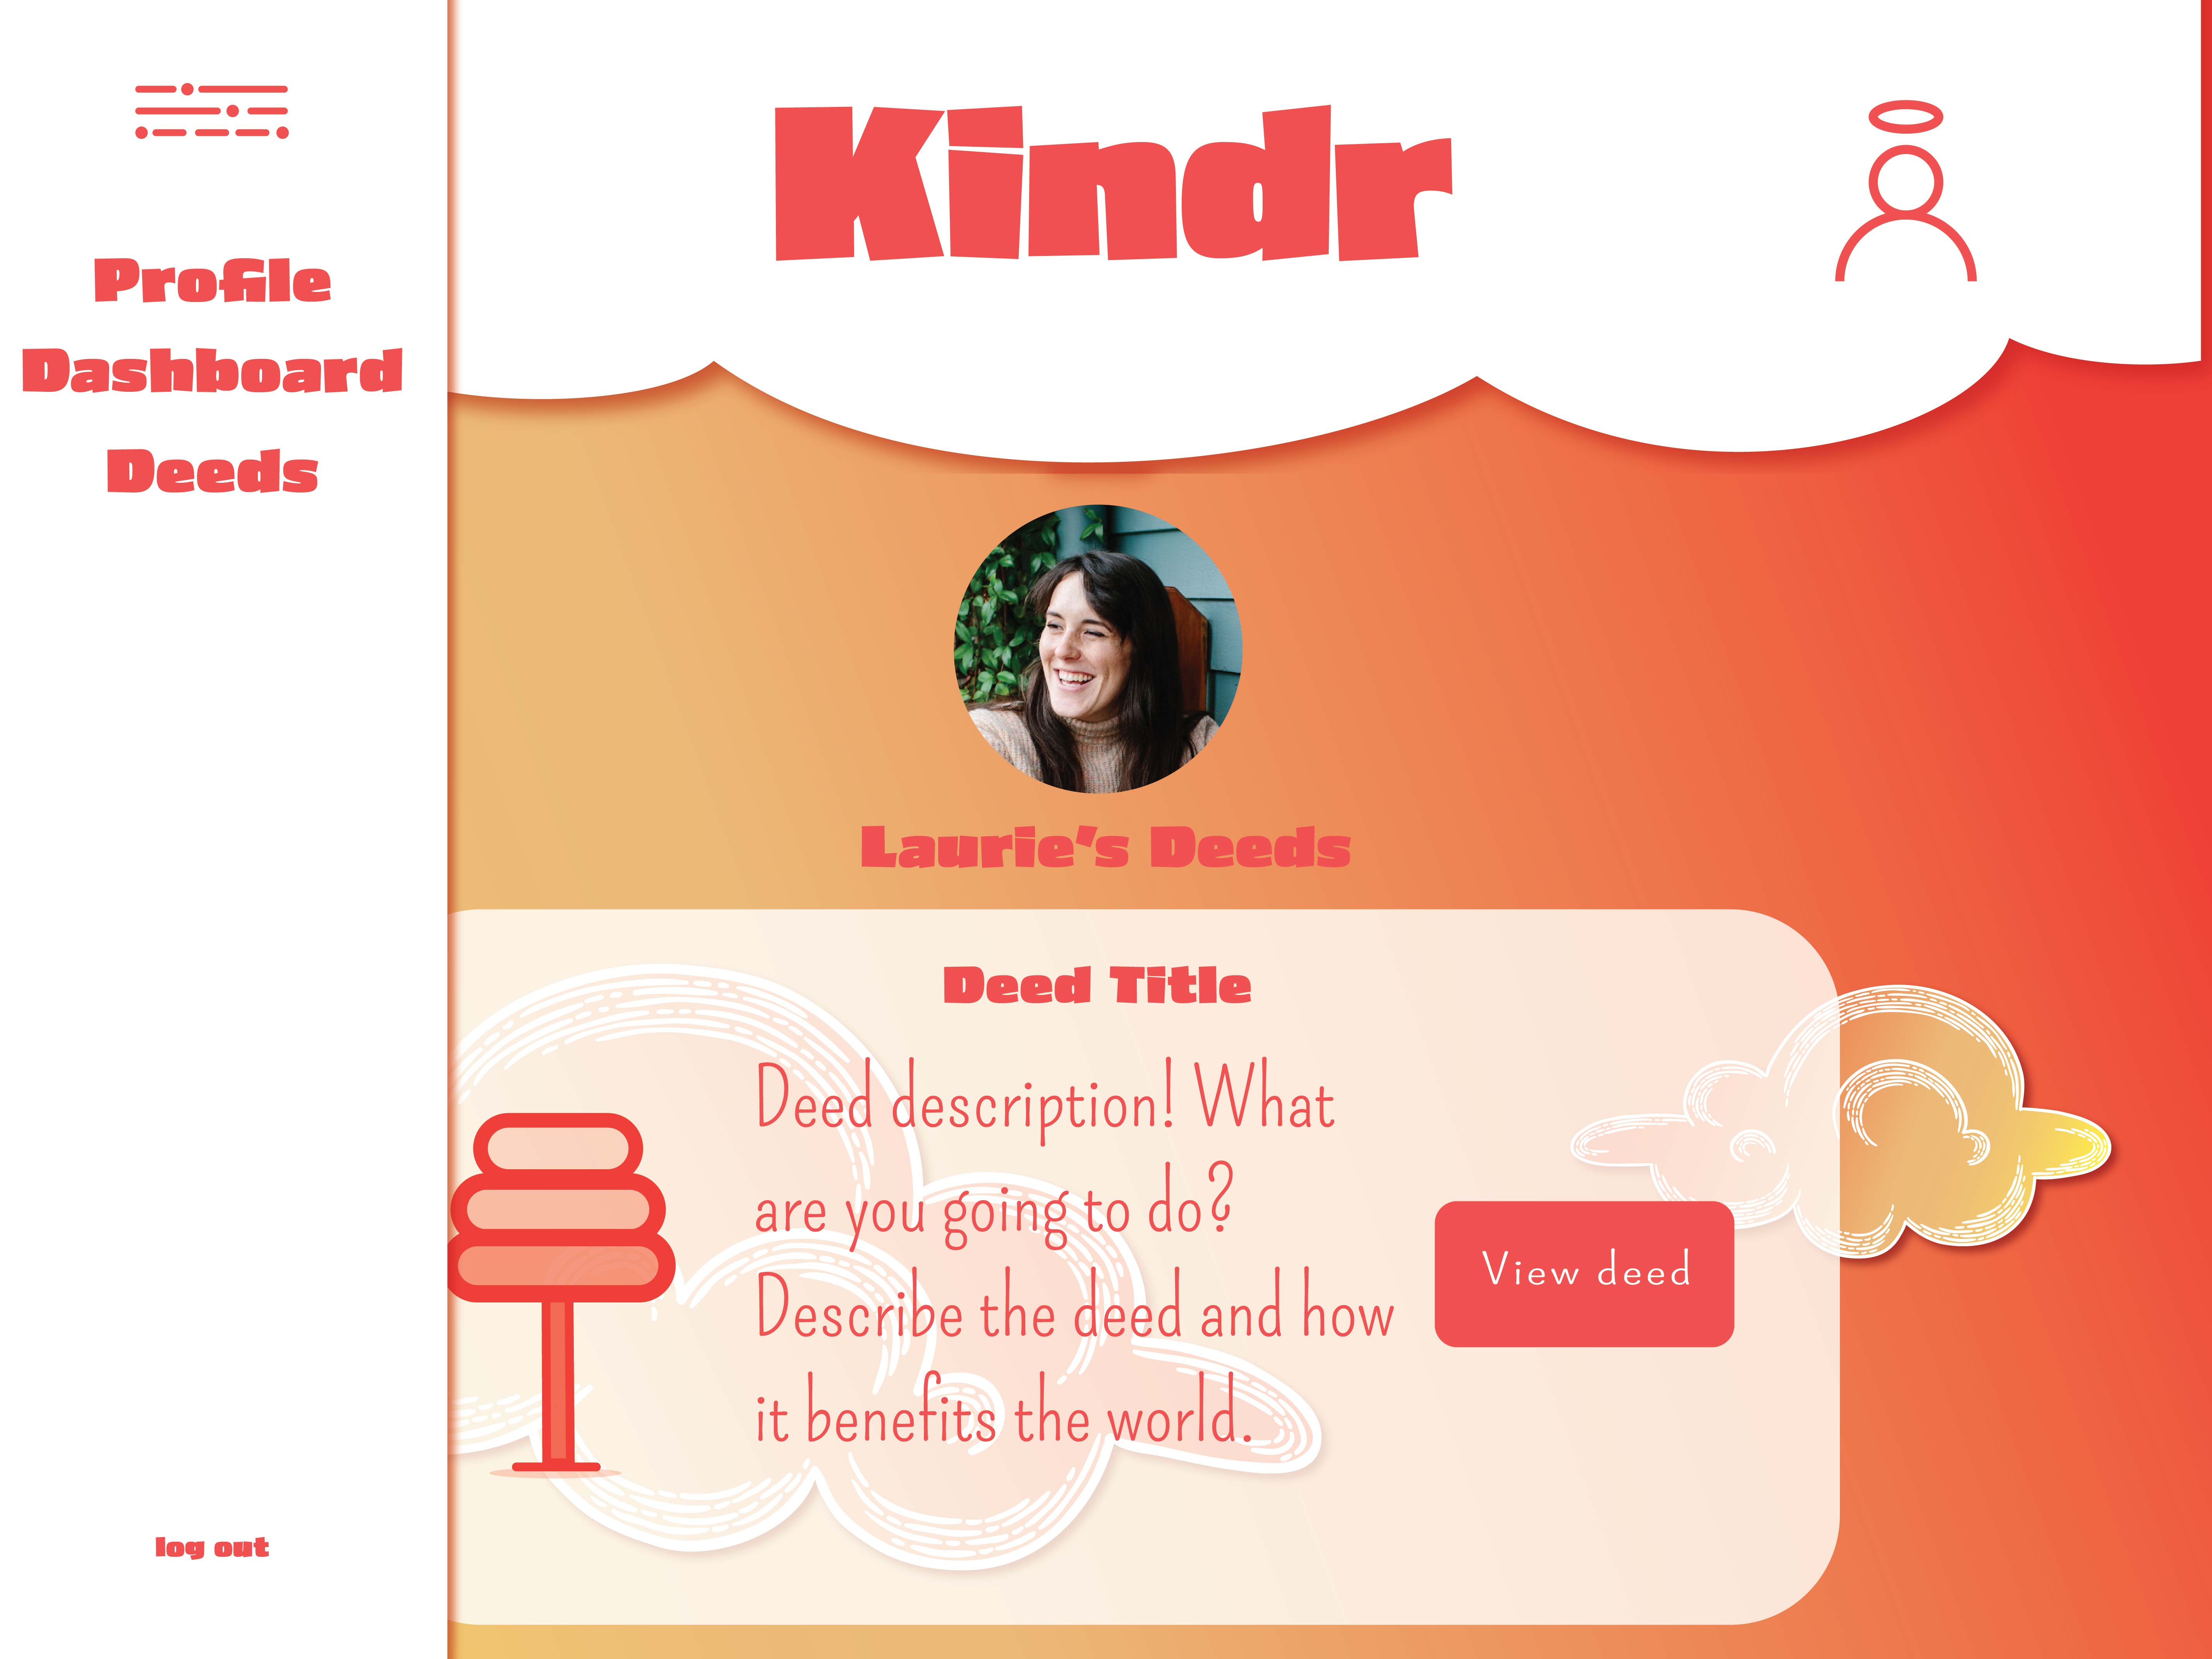 Profile
Dashboard
Deeds
log out
Kindr
Laurie's Deeds
Deed Title
Deed description! What
are you going to do?
Describe the deed and how
it benefits the world.
View deed